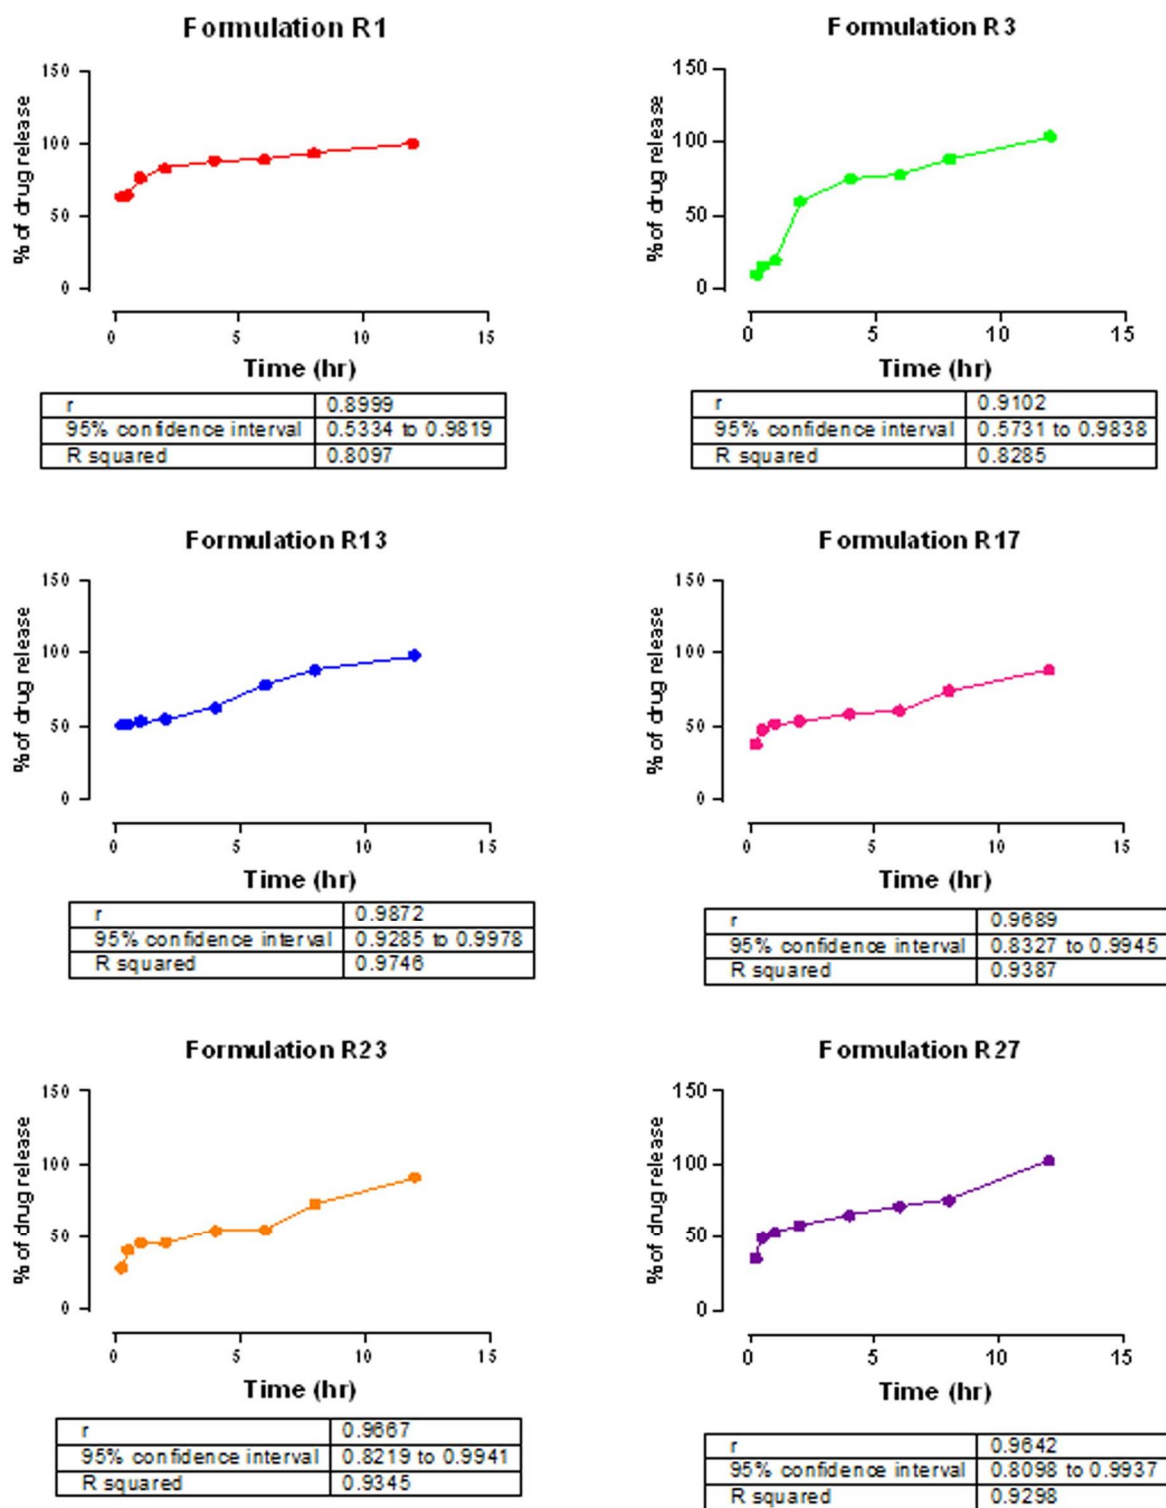 Formulation R1
150
100
50
0
% of drug release
0 5 10 15
Time (hr)
r 0.8999
95% confidence interval 0.5334 to 0.9819
R squared 0.8097
Formulation R3
150
100
50
0
% of drug release
0 5 10 15
Time (hr)
r 0.9102
95% confidence interval 0.5731 to 0.9838
R squared 0.8285
Formulation R13
150
100
50
0
% of drug release
0 5 10 15
Time (hr)
r 0.9872
95% confidence interval 0.9285 to 0.9978
R squared 0.9746
Formulation R17
150
100
50
0
% of drug release
0 5 10 15
Time (hr)
r 0.9689
95% confidence interval 0.8327 to 0.9945
R squared 0.9387
Formulation R23
150
100
50
0
% of drug release
0 5 10 15
Time (hr)
r 0.9667
95% confidence interval 0.8219 to 0.9941
R squared 0.9345
Formulation R27
150
100
50
0
% of drug release
0 5 10 15
Time (hr)
r 0.9642
95% confidence interval 0.8098 to 0.9937
R squared 0.9298